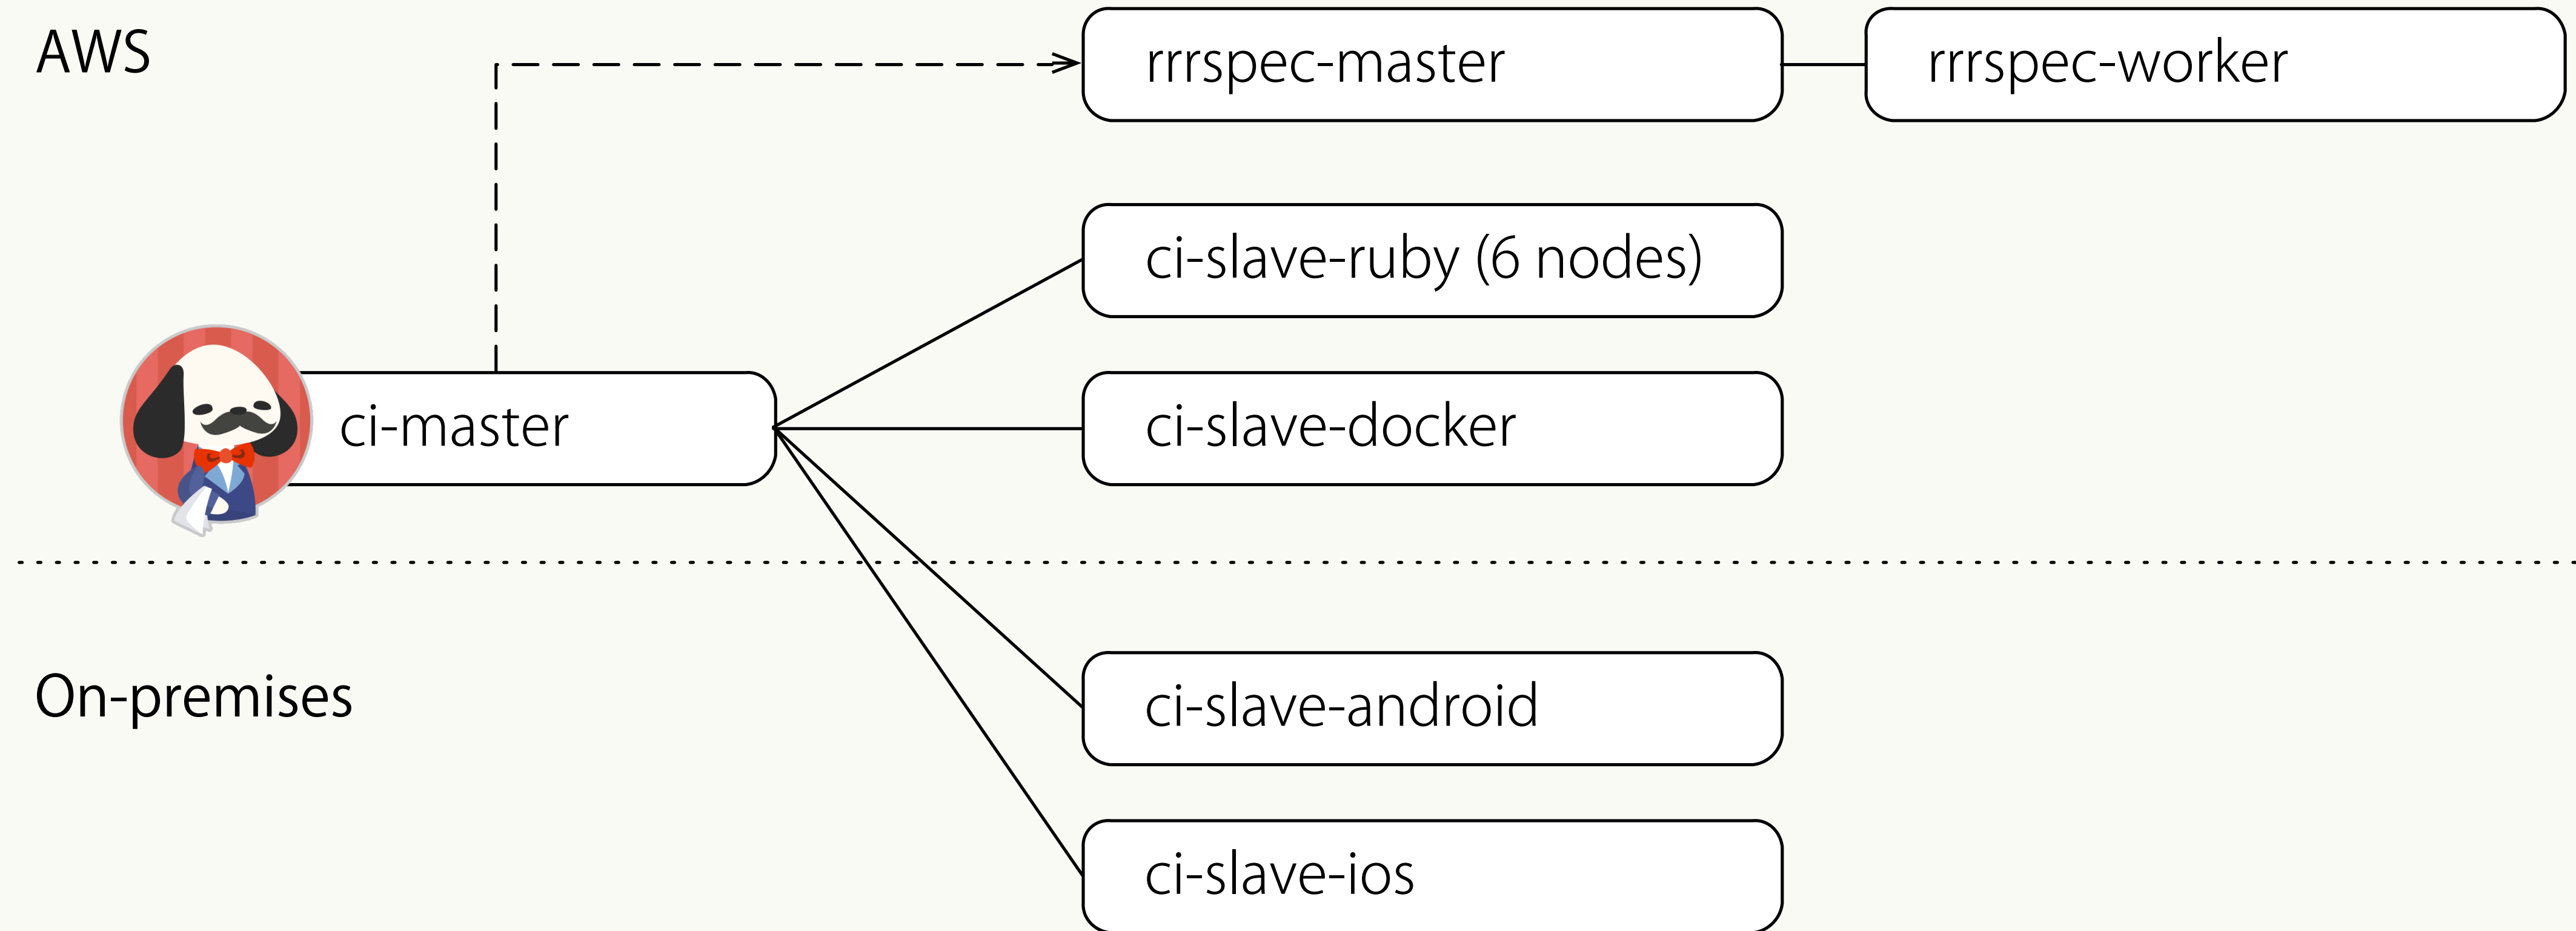 AWS
rrrspec-master
rrrspec-worker
ci-slave-ruby (6 nodes)
ci-master
ci-slave-docker
On-premises
ci-slave-android
ci-slave-ios